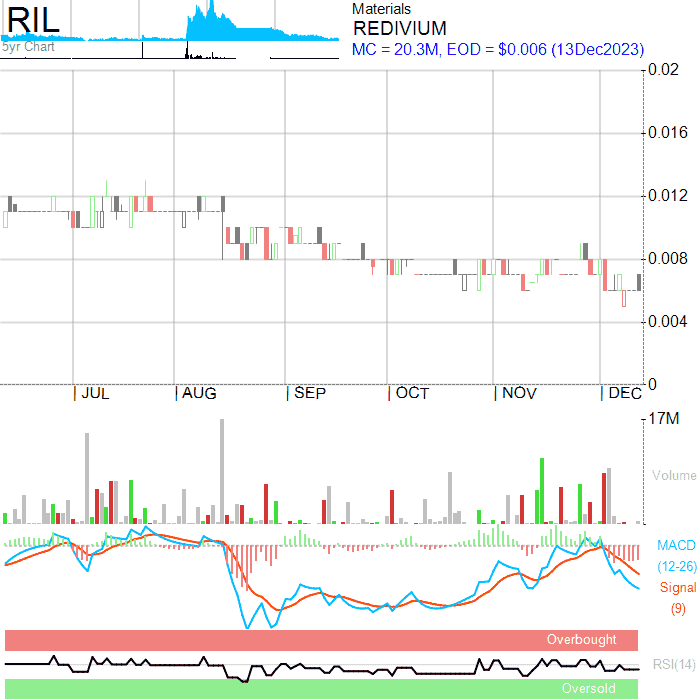 RIL
5yr Chart
Materials
REDIVIUM
MC = 20.3M, EOD = $0.006 (13Dec2023)
0.02
0.016
0.012
0.008
0.004
0
| JUL | AUG | SEP | OCT | NOV | DEC
17M
Volume
MACD
(12-26)
Signal
(9)
Overbought
RSI(14)
Oversold